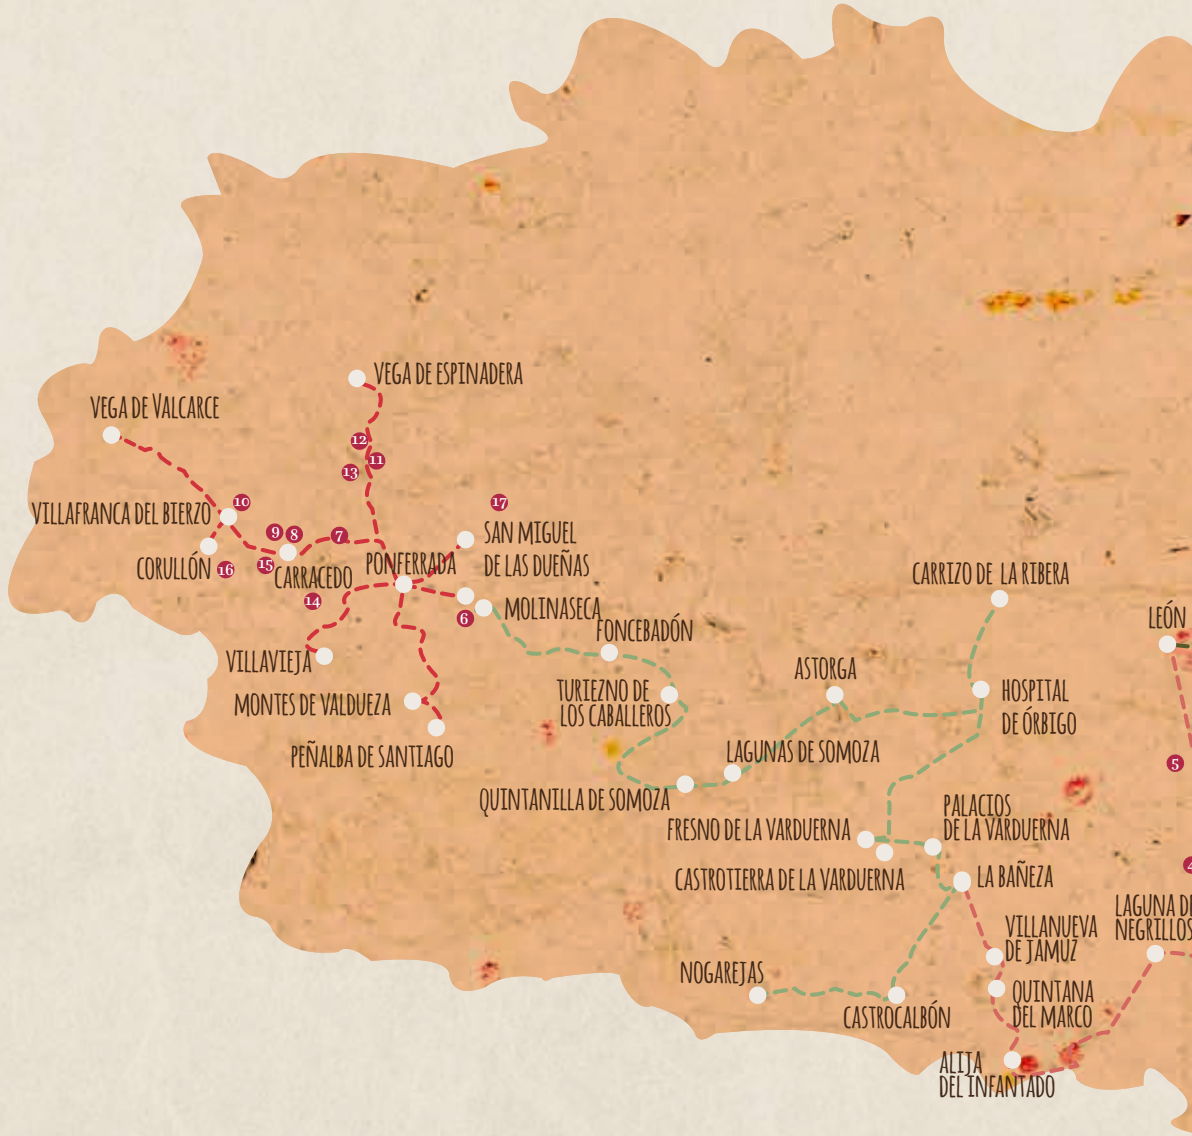 VEGA DE ESPINADERA
VEGA DE VALCARCE
12
11
13
10
17
VILLAFRANCA DEL BIERZO
9
8
7
SAN MIGUEL
DE LAS DUEÑAS
CORULLÓN
16
15
CARRACEDO
PONFERRADA
14
6
MOLINASECA
FONCEBADÓN
CARRIZO DE LA RIBERA
LEÓN
VILLAVIEJA
ASTORGA
MONTES DE VALDUEZA
TURIEZNO DE
LOS CABALLEROS
HOSPITAL
DE ÓRBIGO
PEÑALBA DE SANTIAGO
LAGUNAS DE SOMOZA
5
QUINTANILLA DE SOMOZA
PALACIOS
DE LA VARDUERNA
FRESNO DE LA VARDUERNA
4
CASTROTIERRA DE LA VARDUERNA
LA BAÑEZA
LAGUNA DE
NEGRILLOS
VILLANUEVA
DE JAMUZ
NOGAREJAS
QUINTANA
DEL MARCO
CASTROCALBÓN
ALIJA
DEL INFANTADO